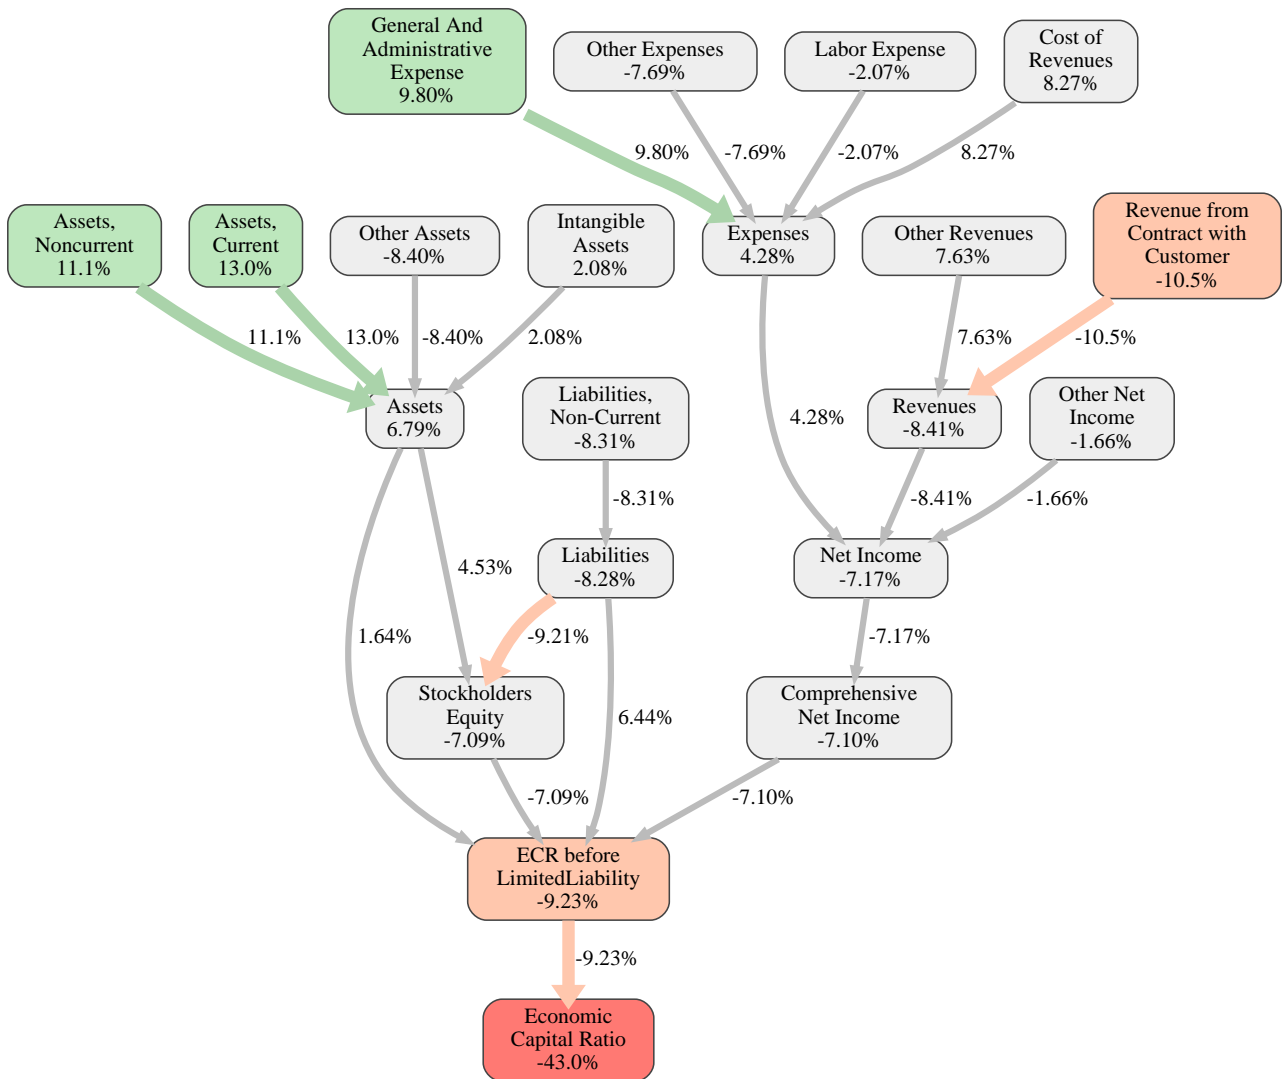 General And
Administrative
Expense
9.80%
Other Expenses
-7.69%
Labor Expense
-2.07%
Cost of
Revenues
8.27%
9.80%
-7.69%
-2.07%
8.27%
Assets,
Noncurrent
11.1%
Assets,
Current
13.0%
Other Assets
-8.40%
Intangible
Assets
2.08%
Expenses
4.28%
Other Revenues
7.63%
Revenue from
Contract with
Customer
-10.5%
11.1%
13.0%
-8.40%
2.08%
7.63%
-10.5%
Assets
6.79%
Liabilities,
Non-Current
-8.31%
4.28%
Revenues
-8.41%
Other Net
Income
-1.66%
-8.31%
-8.41%
-1.66%
4.53%
Liabilities
-8.28%
Net Income
-7.17%
1.64%
-9.21%
-7.17%
Stockholders
Equity
-7.09%
6.44%
Comprehensive
Net Income
-7.10%
-7.09%
-7.10%
ECR before
LimitedLiability
-9.23%
-9.23%
Economic
Capital Ratio
-43.0%